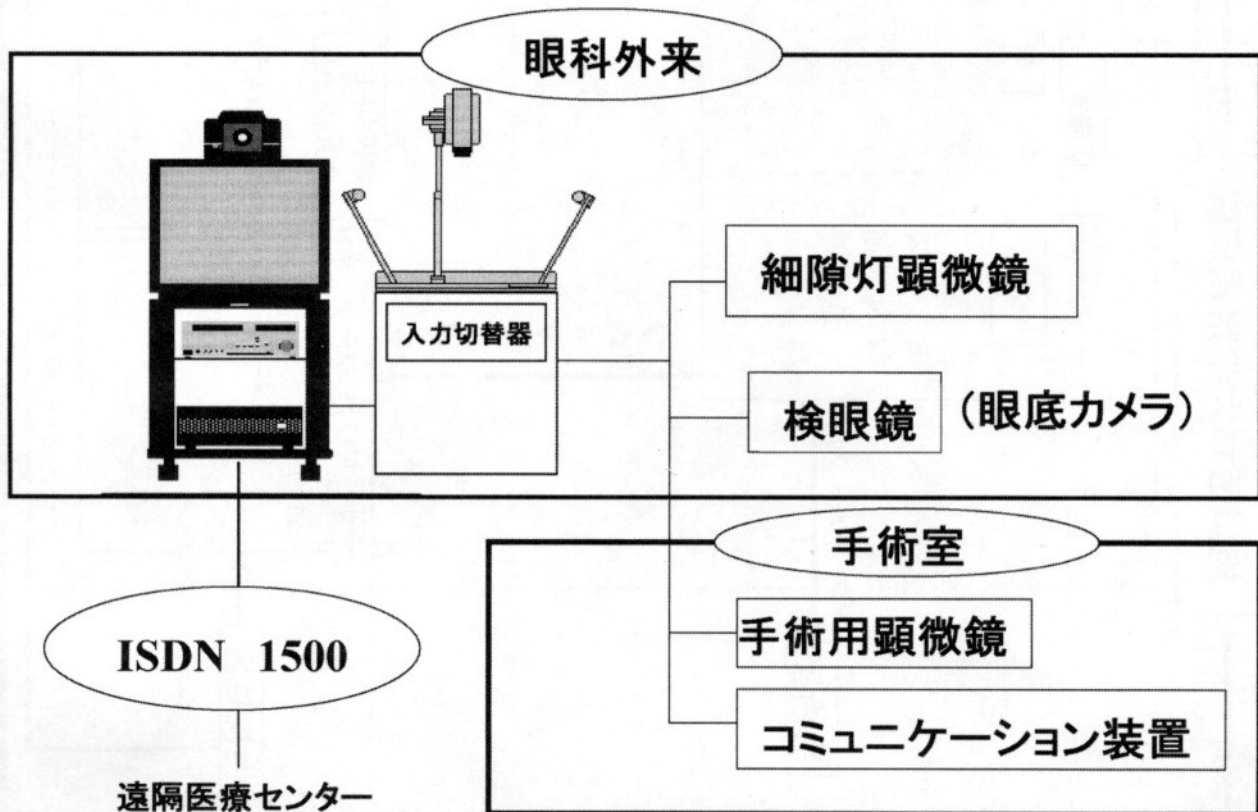 眼科外来
入力切替器
細隙灯顕微鏡
検眼鏡 (眼底カメラ)
手術室
手術用顕微鏡
コミュニケーション装置
ISDN 1500
遠隔医療センター